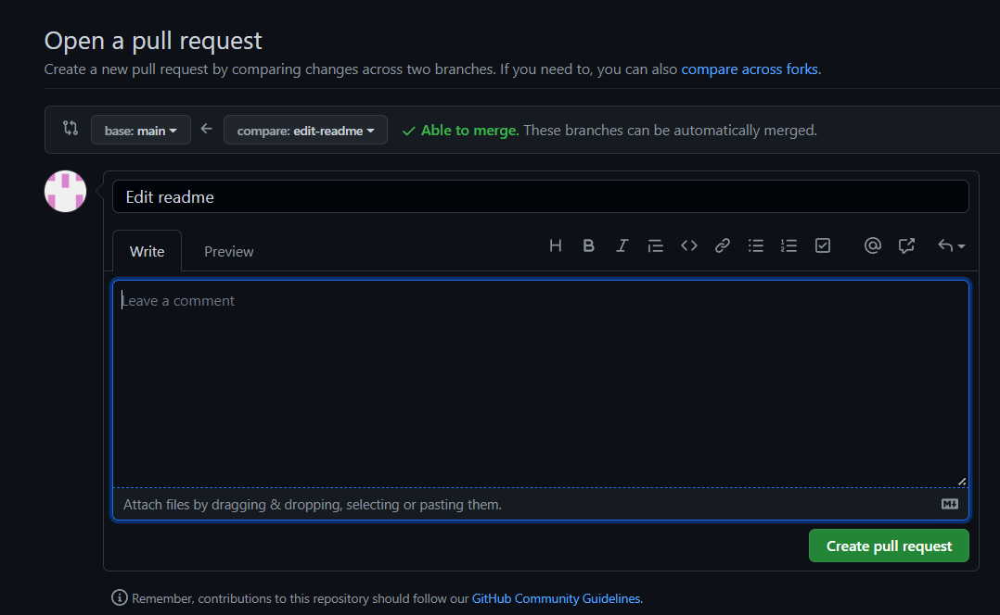 Open a pull request
Create a new pull request by comparing changes across two branches. If you need to, you can also compare across forks.
base: main compare: edit-readme Able to merge. These branches can be automatically merged.
Edit readme
Write Preview
Leave a comment
Attach files by dragging & dropping, selecting or pasting them.
Create pull request
Remember, contributions to this repository should follow our GitHub Community Guidelines.